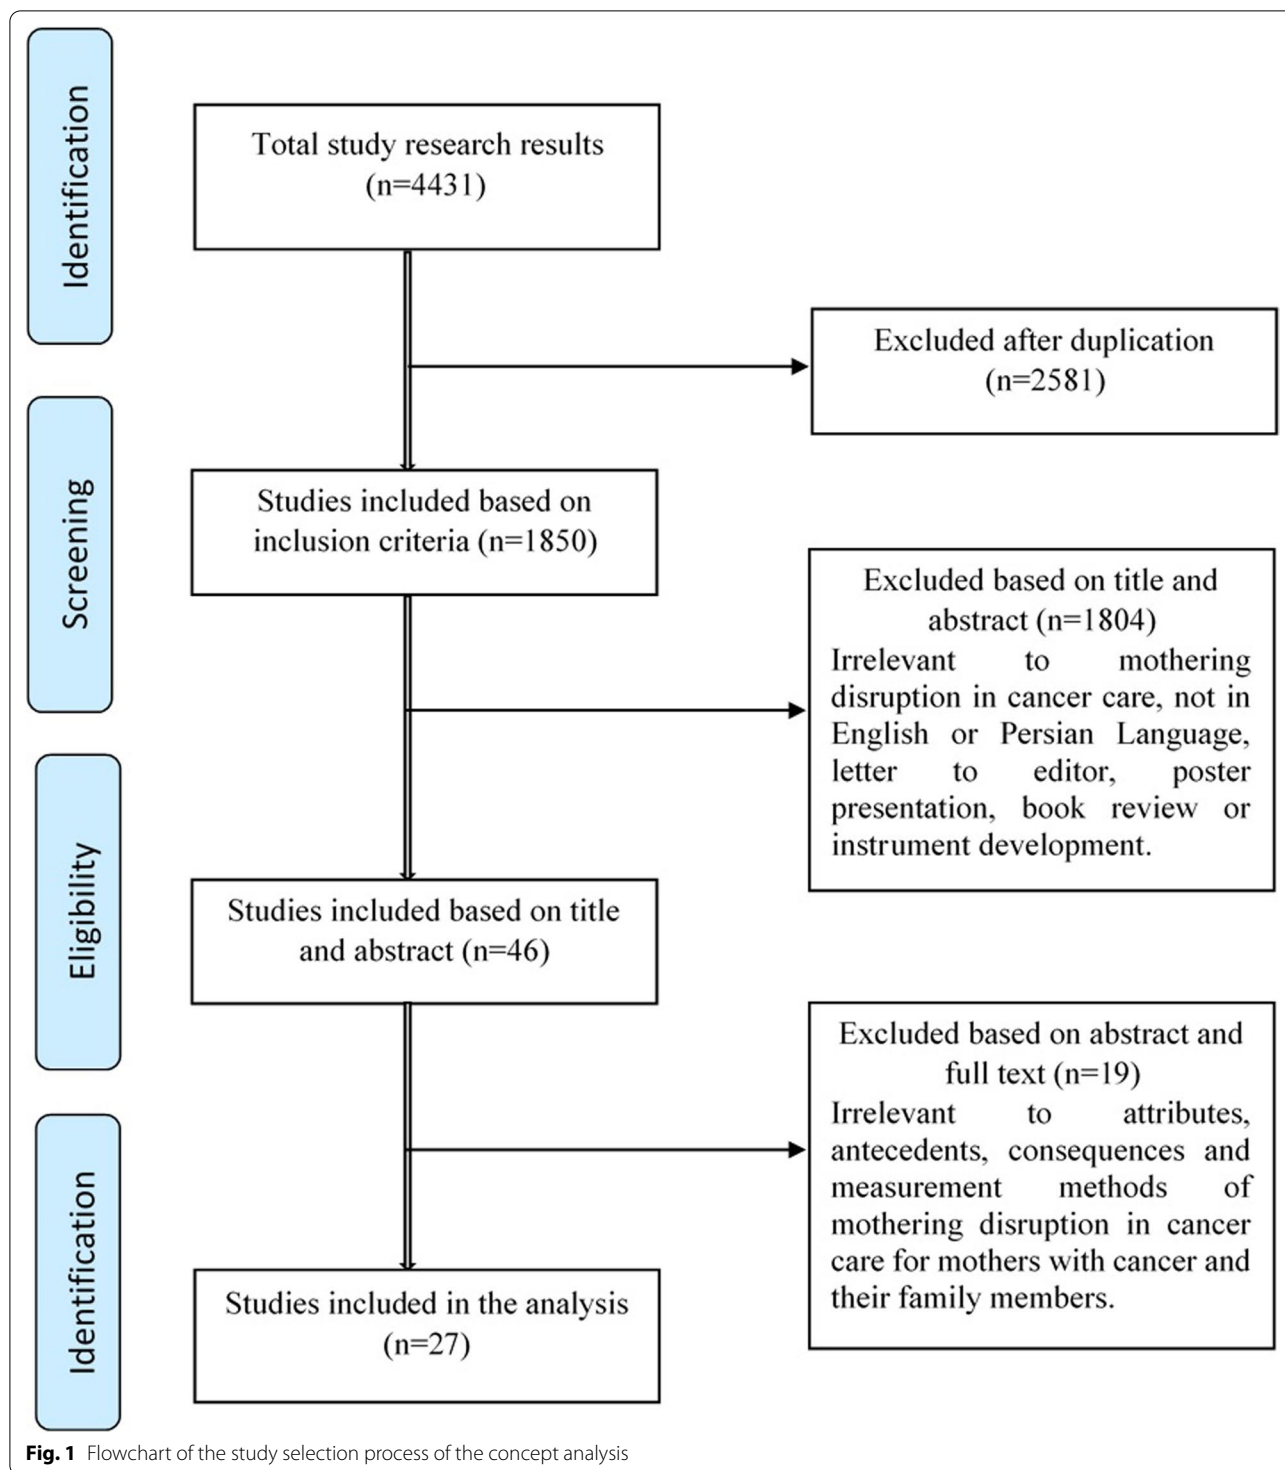 Identification
Total study research results
(n=4431)
Excluded after duplication
(n=2581)
Screening
Studies included based on
inclusion criteria (n=1850)
Excluded based on title and
abstract (n=1804)
Irrelevant to mothering
disruption in cancer care, not in
English or Persian Language,
letter to editor, poster
presentation, book review or
instrument development.
Eligibility
Studies included based on title
and abstract (n=46)
Excluded based on abstract and
full text (n=19)
Irrelevant to attributes,
antecedents, consequences and
measurement methods of
mothering disruption in cancer
care for mothers with cancer and
their family members.
Identification
Studies included in the analysis
(n=27)
Fig. 1 Flowchart of the study selection process of the concept analysis